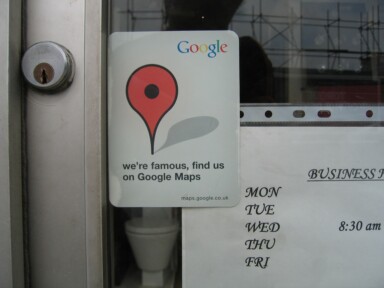 Google
we're famous, find us
on Google Maps
maps.google.co.uk
BUSINESS
MON
TUE
WED 8:30 am
THU
FRI